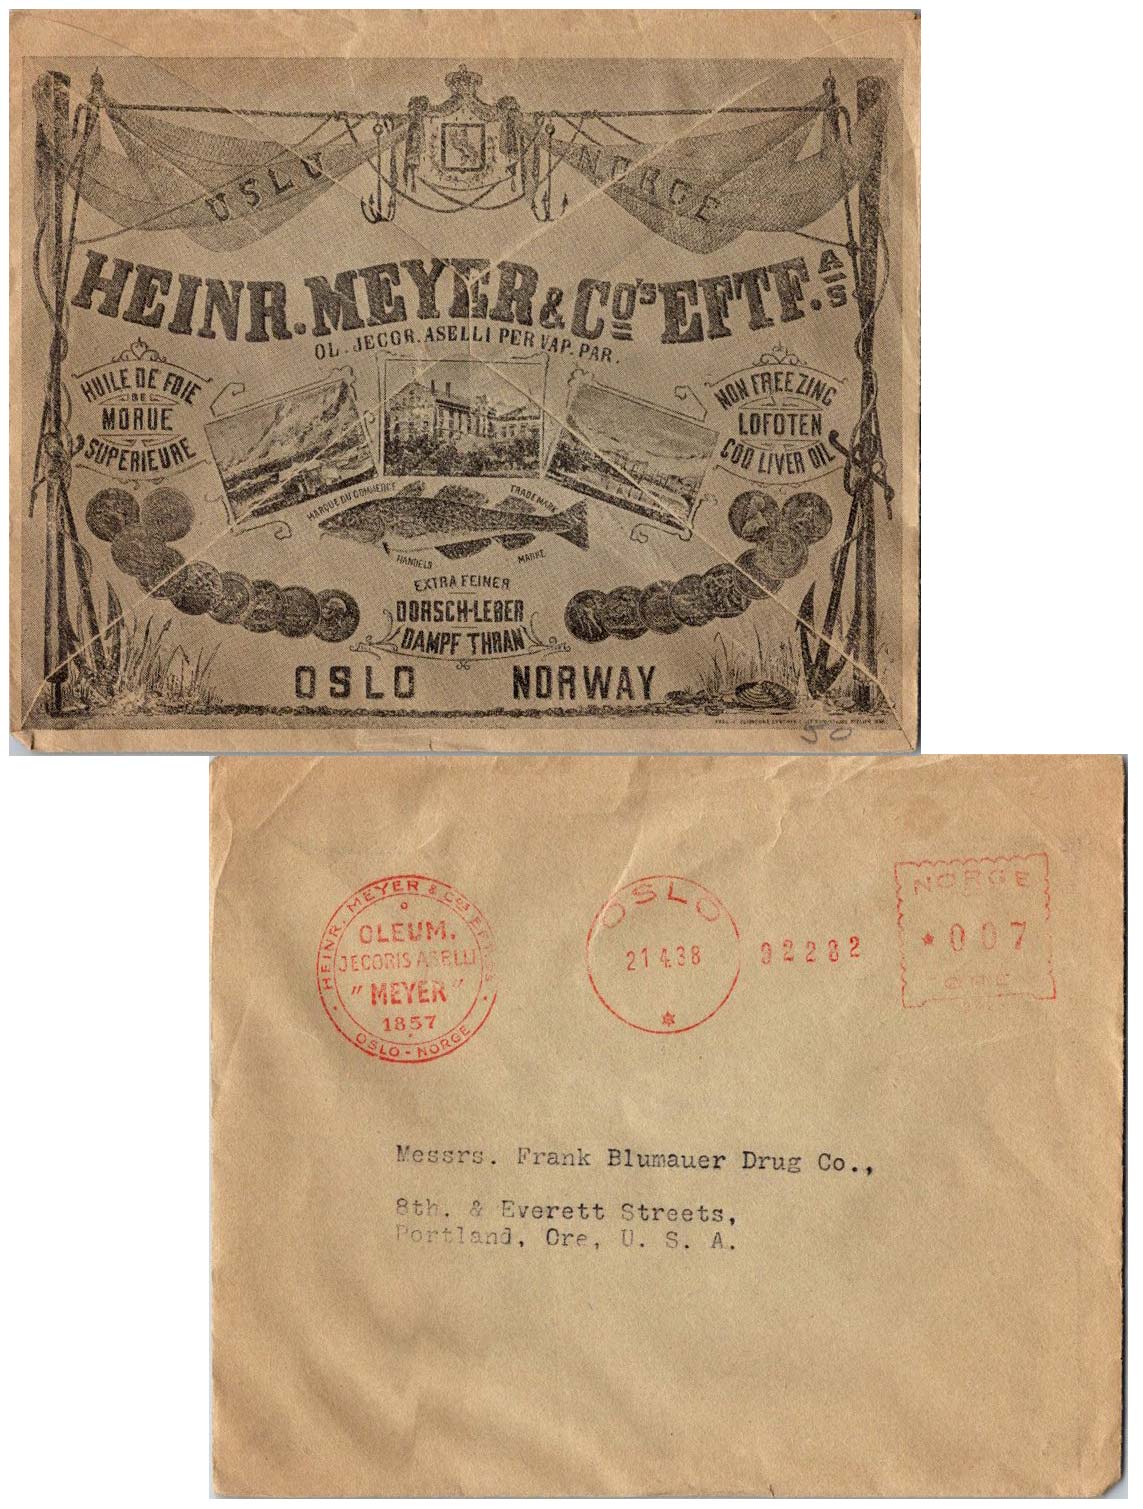 OSLO NORGE
HEINR. MEYER & Co's EFTF. A/S
OL. JECOR. ASELLI PER VAP. PAR.
HUILE DE FOIE
DE
MORUE
SUPERIEURE
NON FREEZING
LOFOTEN
COD LIVER OIL
MARQUE DU COMMERCE
TRADE MARK
HANDELS MARKE
EXTRA FEINER
DORSCH-LEBER
DAMPF THRAN
OSLO NORWAY
50
HEINR. MEYER & Co's
OLEUM.
JECORIS ASELLI
"MEYER"
1857
OSLO - NORGE
OSLO
21 4.38
02282
NORGE
*007
ØRE
Messrs. Frank Blumauer Drug Co.,
8th. & Everett Streets,
Portland, Ore, U. S. A.